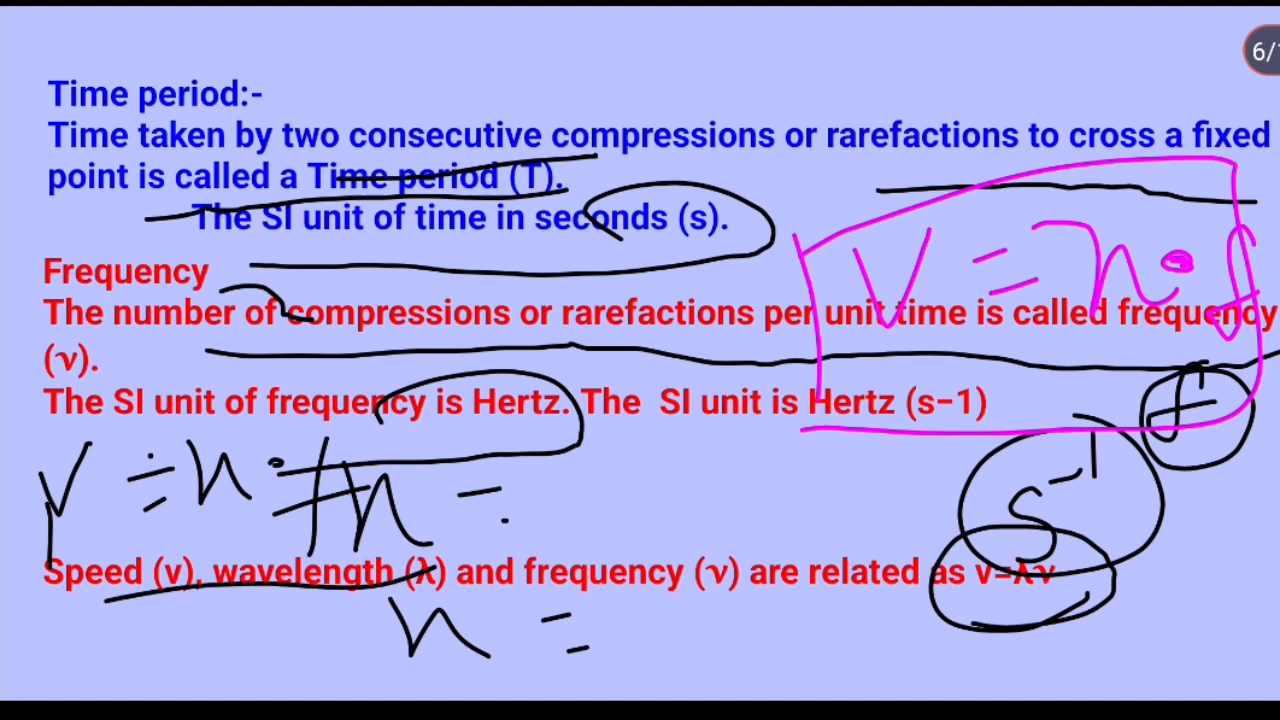 6/
Time period:-
Time taken by two consecutive compressions or rarefactions to cross a fixed
point is called a Time period (T).
The SI unit of time in seconds (s).
Frequency
The number of compressions or rarefactions per unit time is called frequency
(ν).
The SI unit of frequency is Hertz. The SI unit is Hertz (s−1)
Speed (v), wavelength (λ) and frequency (ν) are related as v=λν